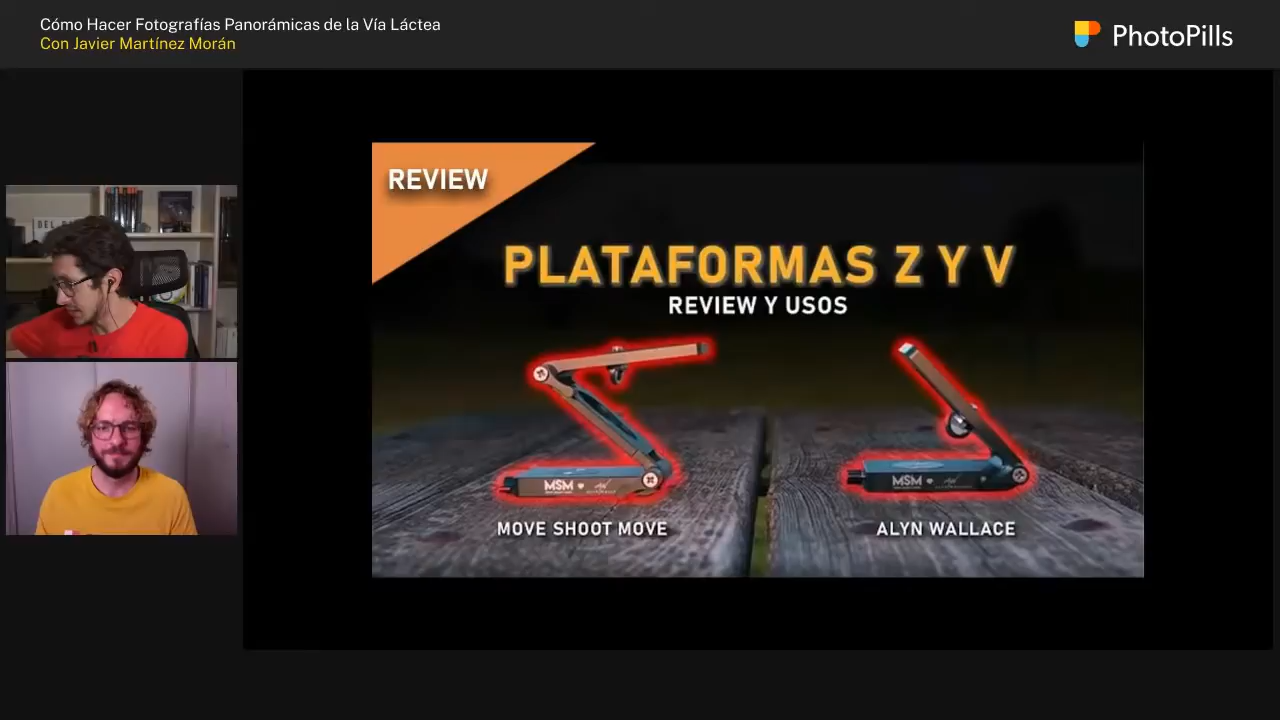 Cómo Hacer Fotografías Panorámicas de la Vía Láctea
Con Javier Martínez Morán
PhotoPills
REVIEW
PLATAFORMAS Z Y V
REVIEW Y USOS
MSM
MSM
MOVE SHOOT MOVE
ALYN WALLACE